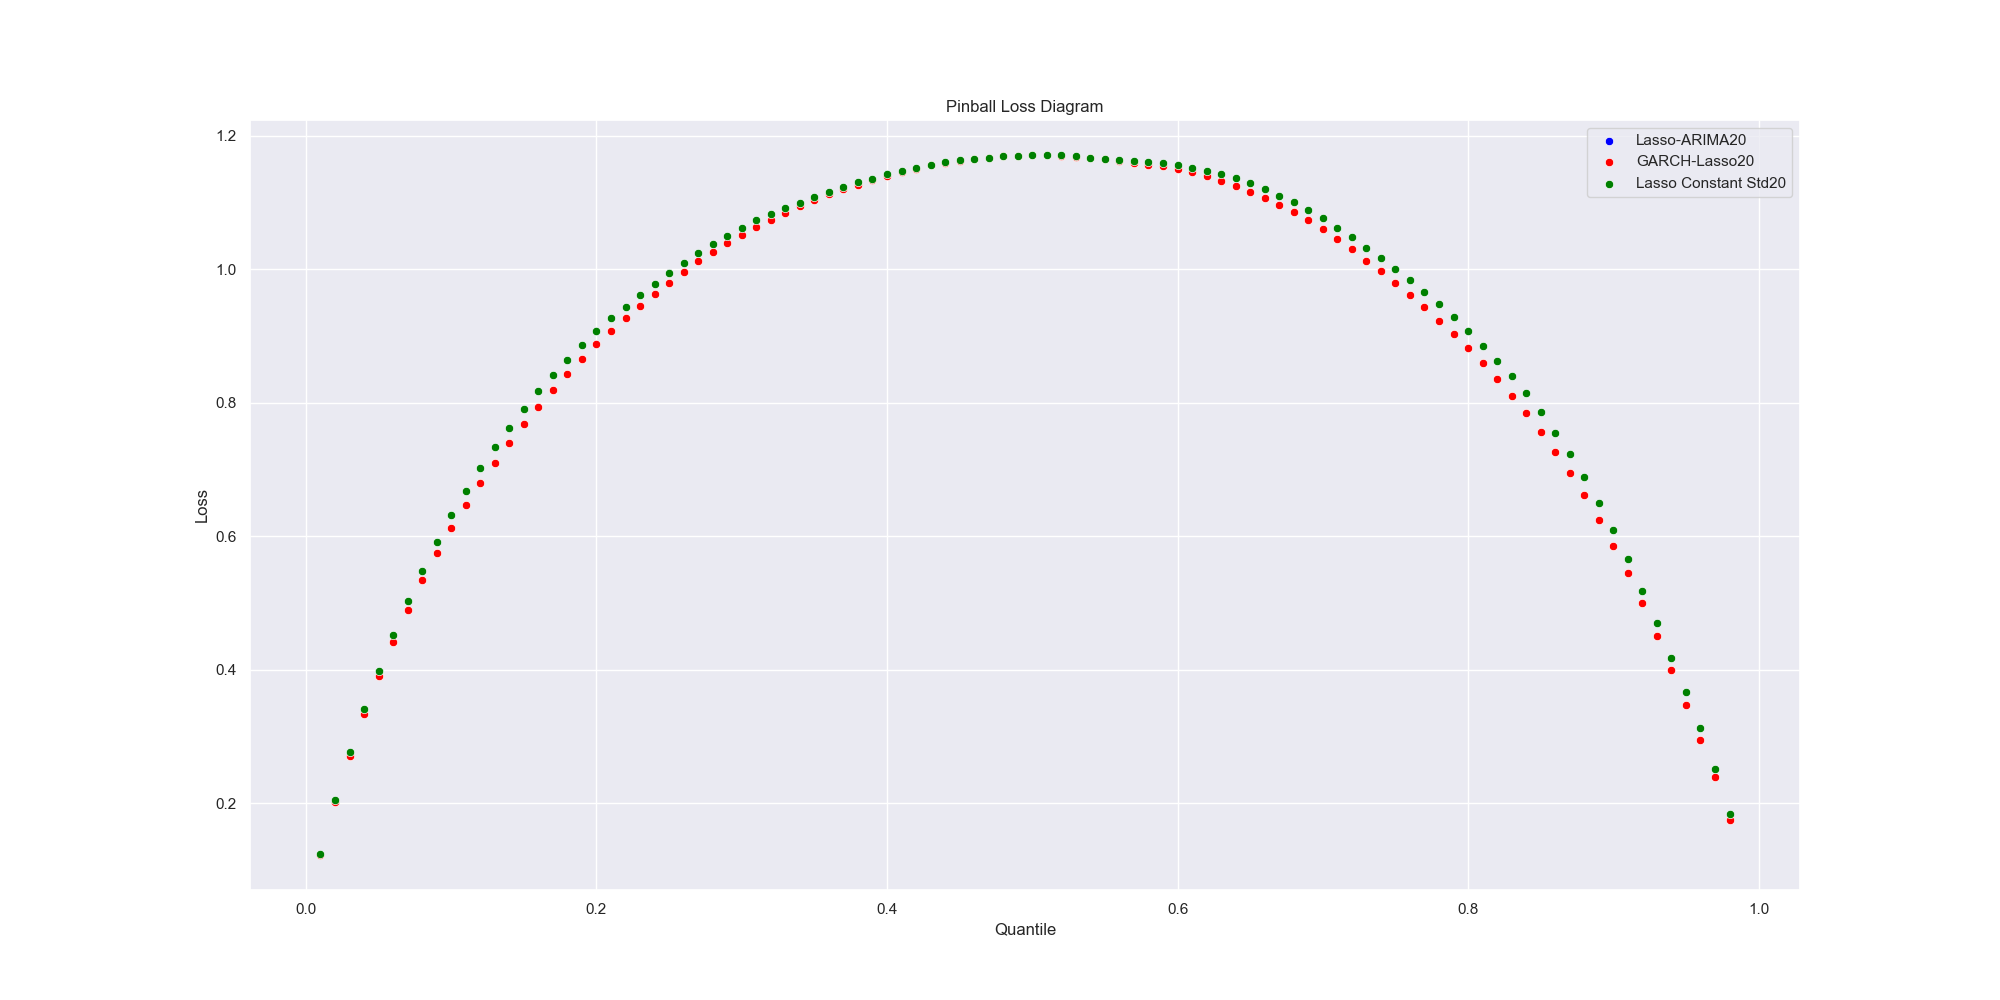 Pinball Loss Diagram
Lasso-ARIMA20
GARCH-Lasso20
Lasso Constant Std20
1.2
1.0
0.8
0.6
0.4
0.2
Loss
0.0 0.2 0.4 0.6 0.8 1.0
Quantile